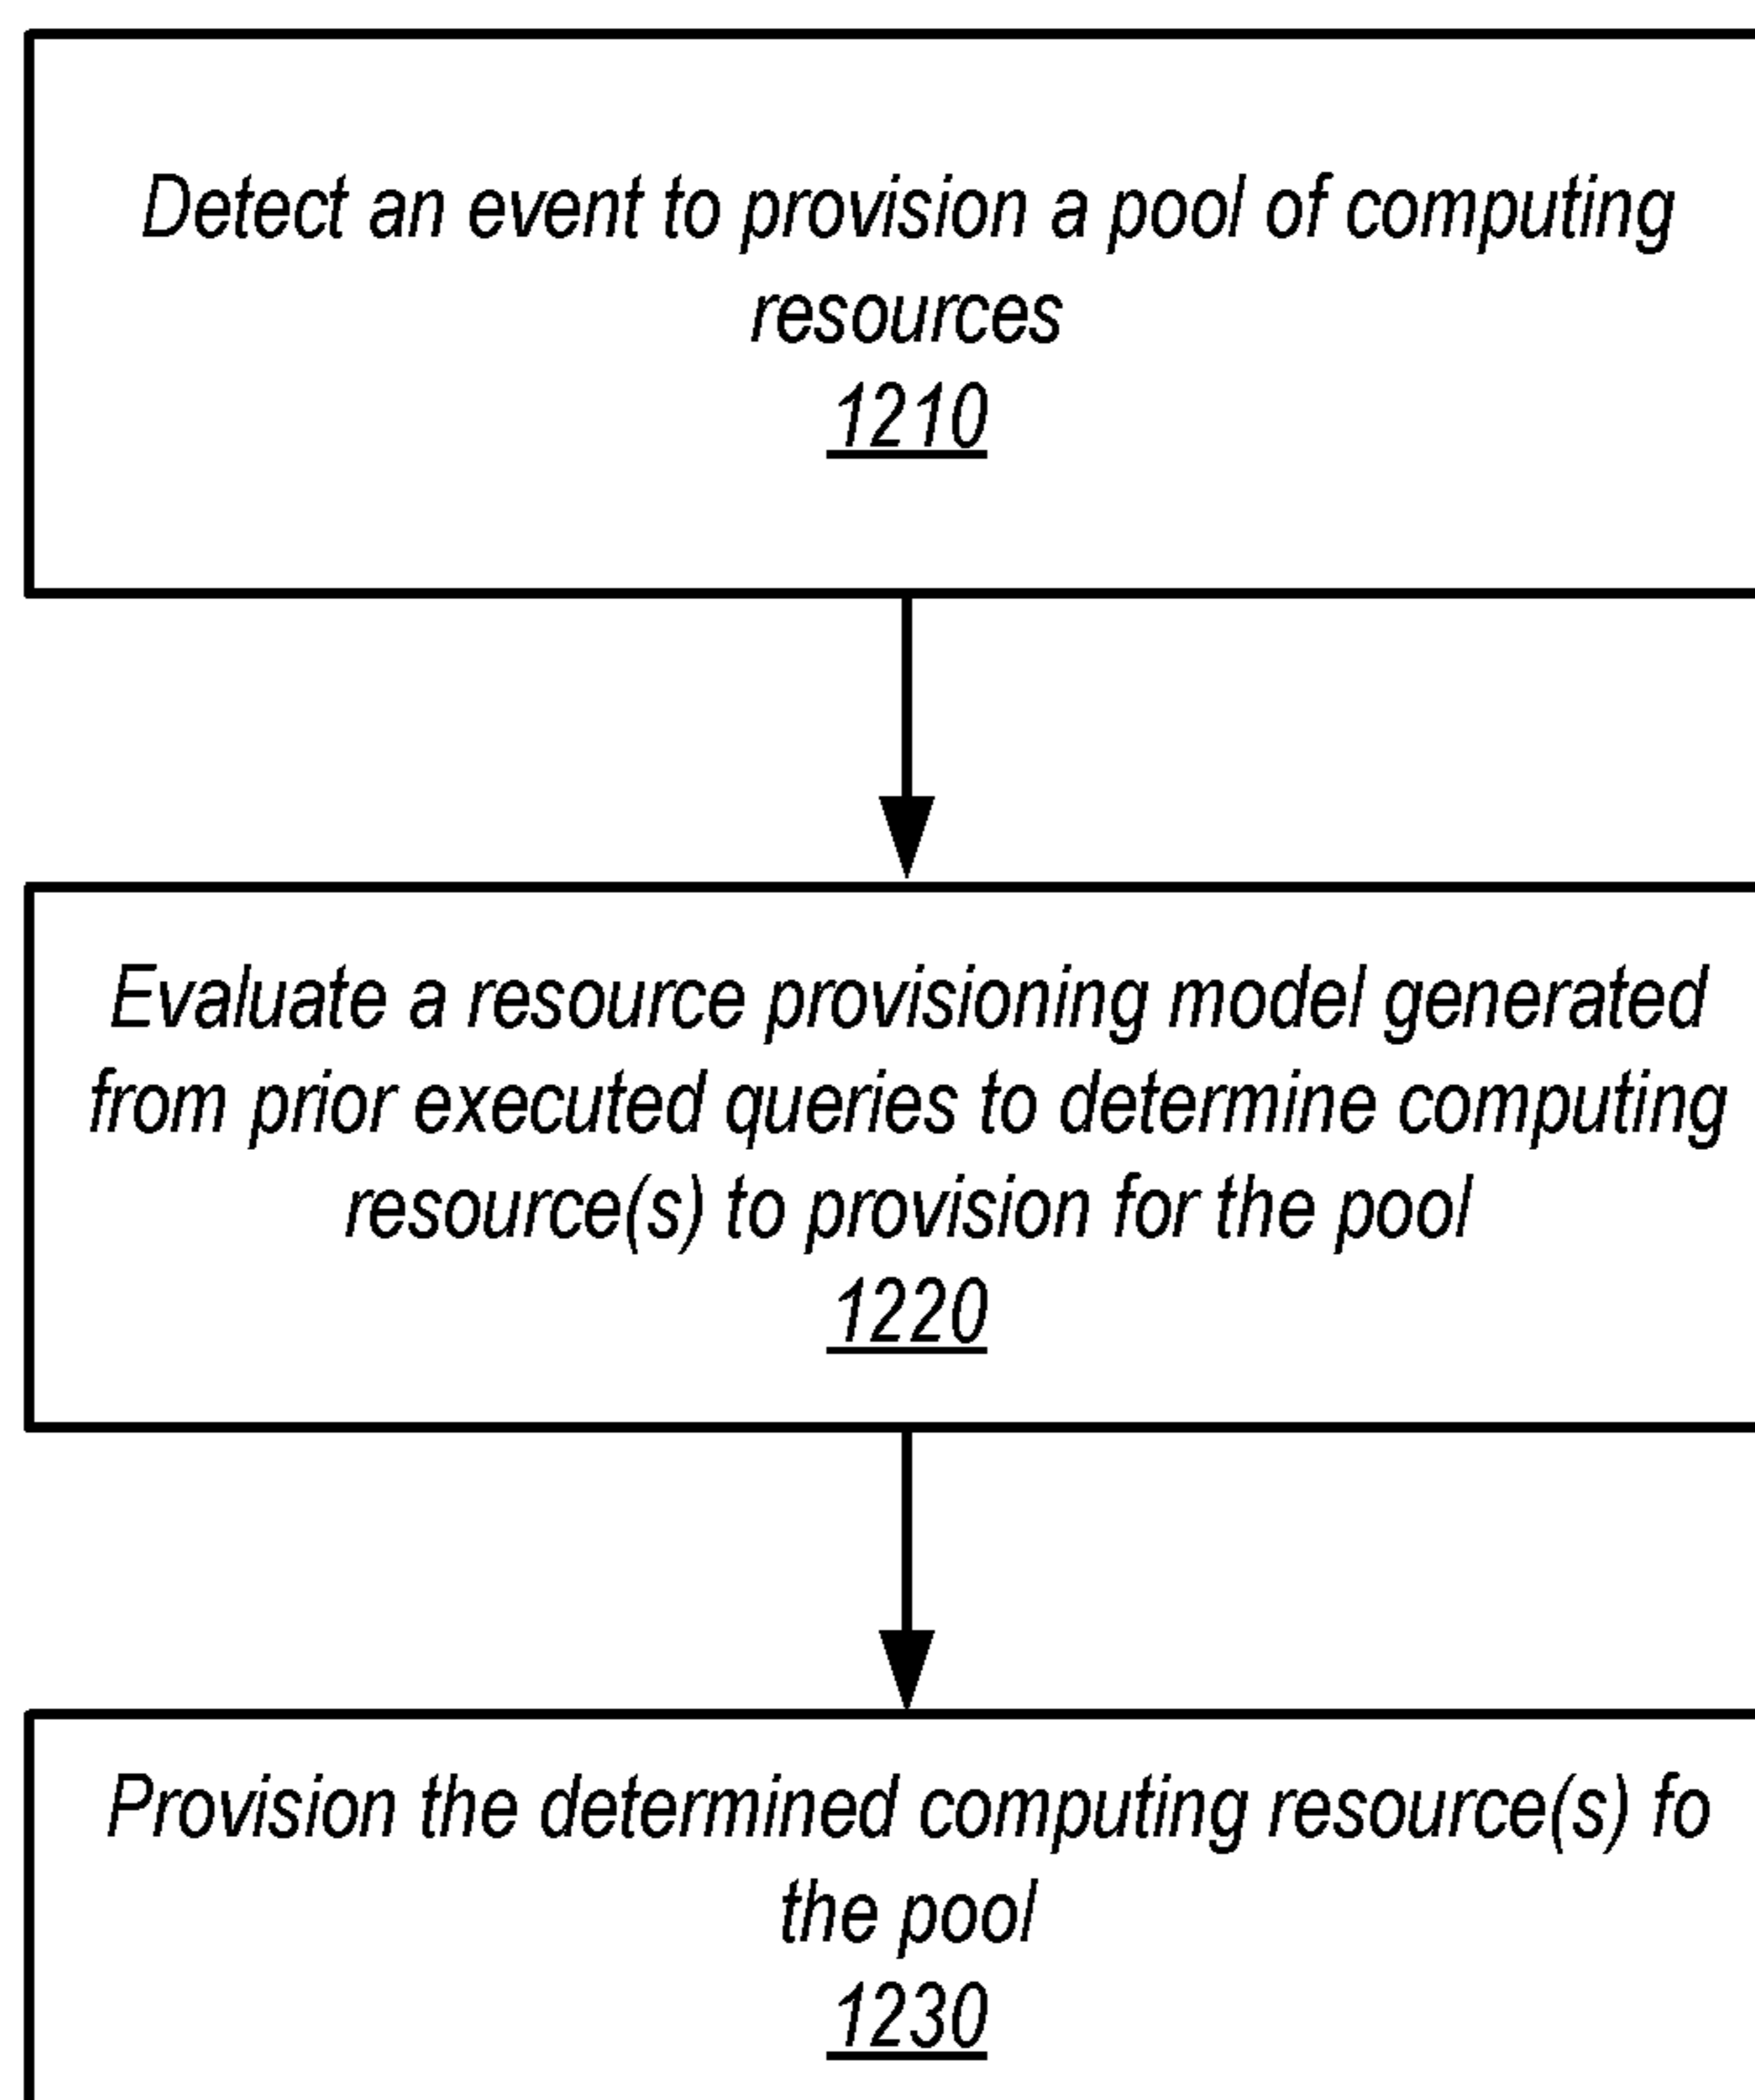 Detect an event to provision a pool of computing
resources
1210
Evaluate a resource provisioning model generated
from prior executed queries to determine computing
resource(s) to provision for the pool
1220
Provision the determined computing resource(s) fo
the pool
1230